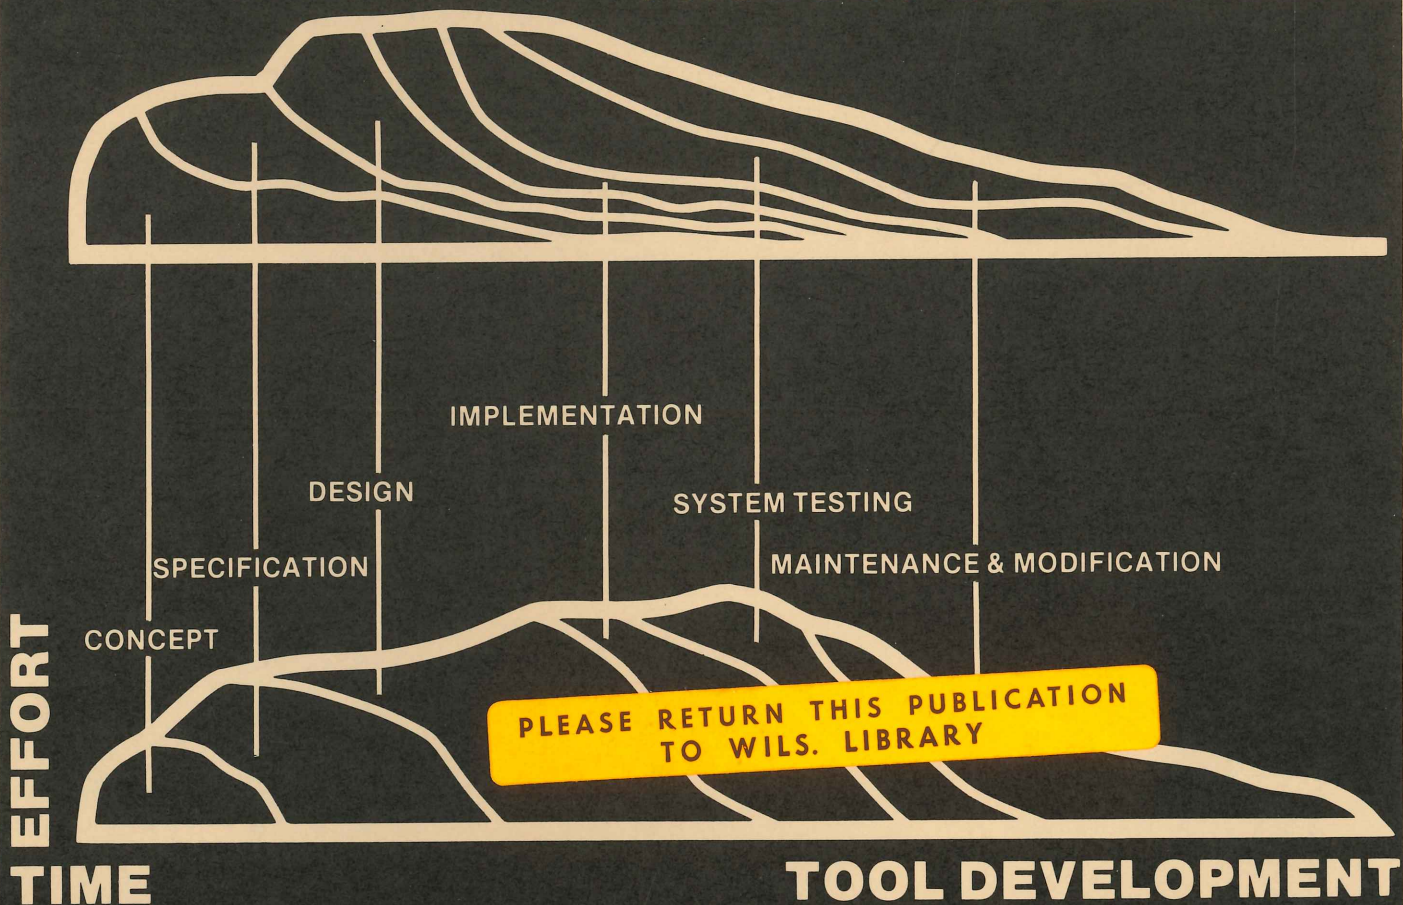 IMPLEMENTATION
DESIGN
SYSTEM TESTING
SPECIFICATION
MAINTENANCE & MODIFICATION
CONCEPT
EFFORT
PLEASE RETURN THIS PUBLICATION
TO WILS. LIBRARY
TIME
TOOL DEVELOPMENT